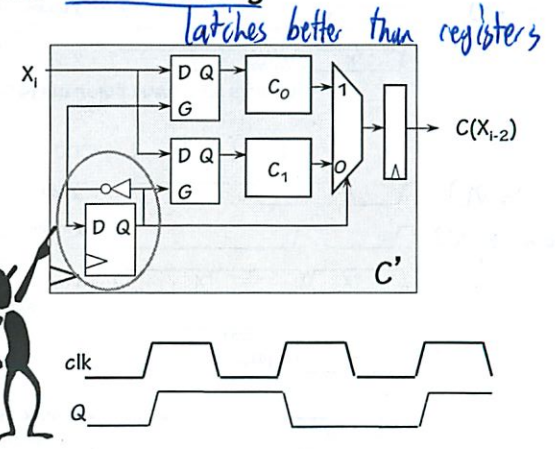 latches better than registers
Xi
D Q
G
C0
1
C(Xi-2)
D Q
G
C1
0
D Q
C'
clk
Q